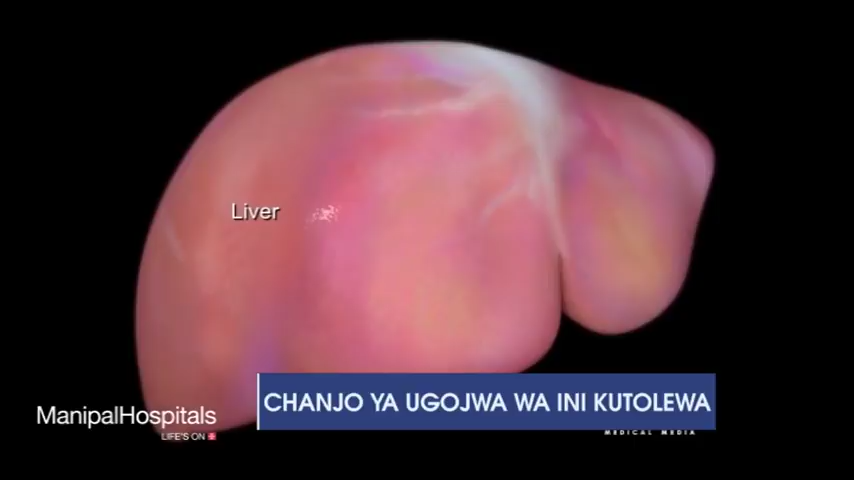 Liver
CHANJO YA UGOJWA WA INI KUTOLEWA
ManipalHospitals
LIFE'S ON
MEDICAL MEDIA